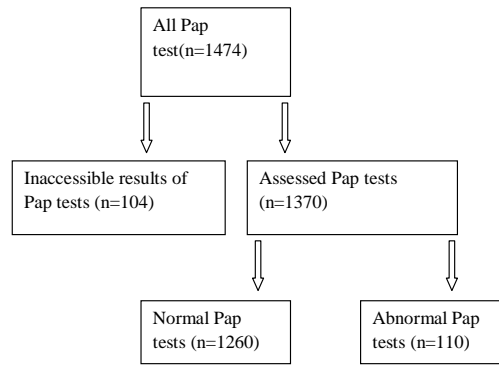 All Pap
test(n=1474)
Inaccessible results of
Pap tests (n=104)
Assessed Pap tests
(n=1370)
Normal Pap
tests (n=1260)
Abnormal Pap
tests (n=110)